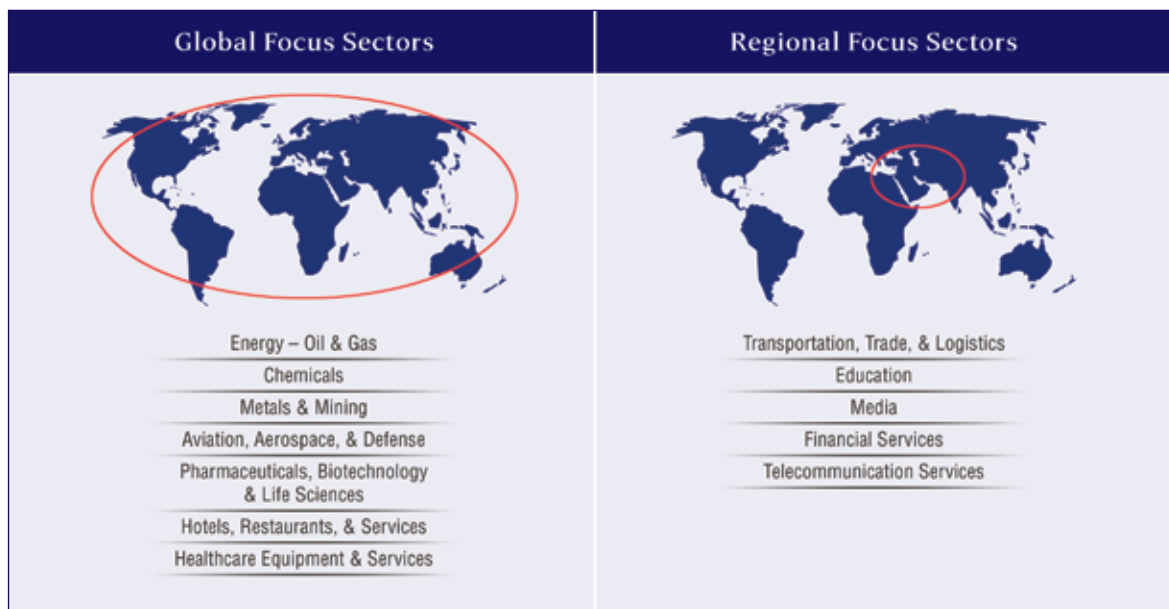 Global Focus Sectors
Energy – Oil & Gas
Chemicals
Metals & Mining
Aviation, Aerospace, & Defense
Pharmaceuticals, Biotechnology
& Life Sciences
Hotels, Restaurants, & Services
Healthcare Equipment & Services
Regional Focus Sectors
Transportation, Trade, & Logistics
Education
Media
Financial Services
Telecommunication Services